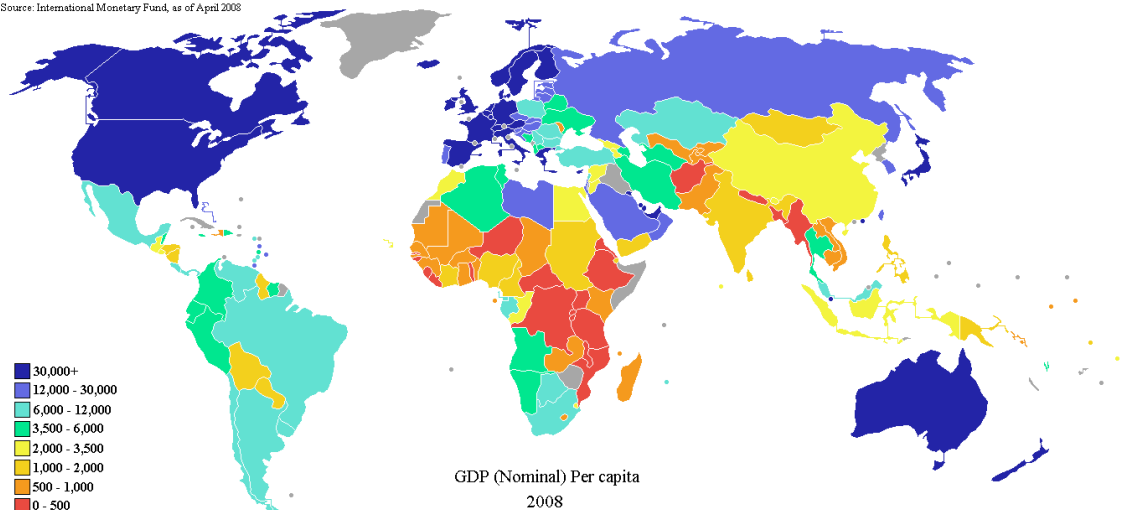 Source: International Monetary Fund, as of April 2008
30,000+
12,000 - 30,000
6,000 - 12,000
3,500 - 6,000
2,000 - 3,500
1,000 - 2,000
500 - 1,000
0 - 500
GDP (Nominal) Per capita
2008